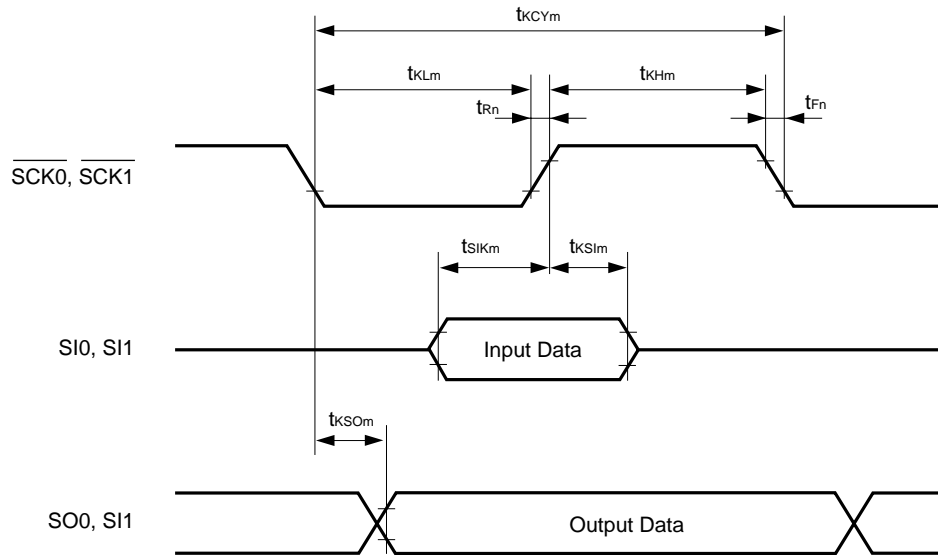 tKCYm
tKLm
tKHm
tRn
tFn
SCK0, SCK1
tSIKm
tKSIm
SI0, SI1
Input Data
tKSOm
SO0, SI1
Output Data